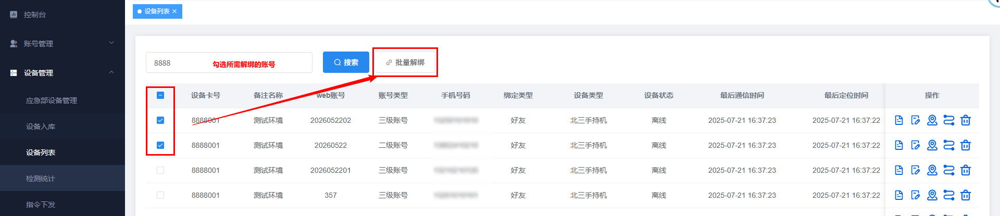 控制台
账号管理
设备管理
应急部设备管理
设备入库
设备列表
检测统计
指令下发
设备列表
8888
勾选所需解绑的账号
搜索
批量解绑
设备卡号 备注名称 web账号 账号类型 手机号码 绑定类型 设备类型 设备状态 最后通信时间 最后定位时间 操作
8888001 测试环境 2026052202 三级账号 好友 北三手持机 离线 2025-07-21 16:37:23 2025-07-21 16:37:22
8888001 测试环境 20260522 二级账号 好友 北三手持机 离线 2025-07-21 16:37:23 2025-07-21 16:37:22
8888001 测试环境 2026052201 三级账号 好友 北三手持机 离线 2025-07-21 16:37:23 2025-07-21 16:37:22
8888001 测试环境 357 三级账号 好友 北三手持机 离线 2025-07-21 16:37:23 2025-07-21 16:37:22